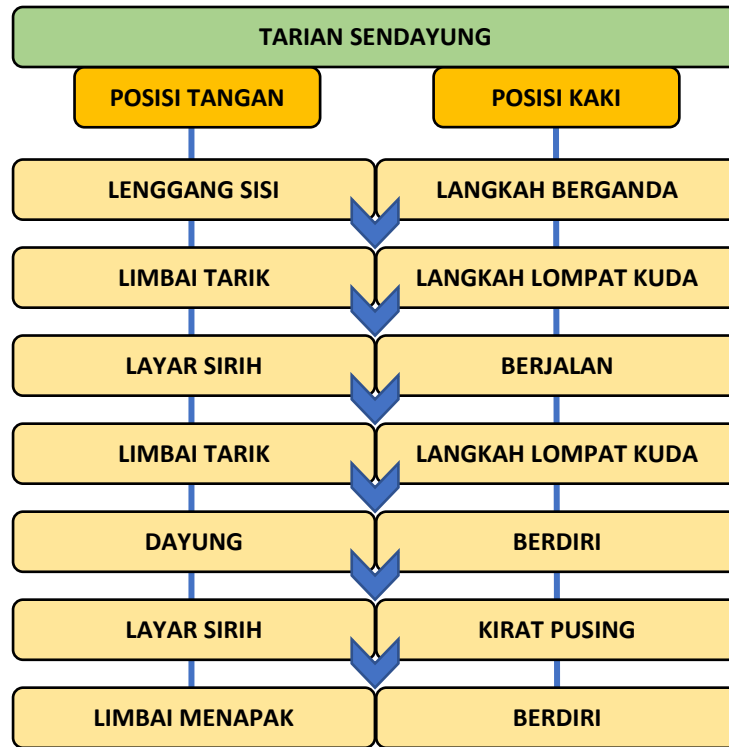 TARIAN SENDAYUNG
POSISI TANGAN
POSISI KAKI
LENGGANG SISI
LANGKAH BERGANDA
LIMBAI TARIK
LANGKAH LOMPAT KUDA
LAYAR SIRIH
BERJALAN
LIMBAI TARIK
LANGKAH LOMPAT KUDA
DAYUNG
BERDIRI
LAYAR SIRIH
KIRAT PUSING
LIMBAI MENAPAK
BERDIRI